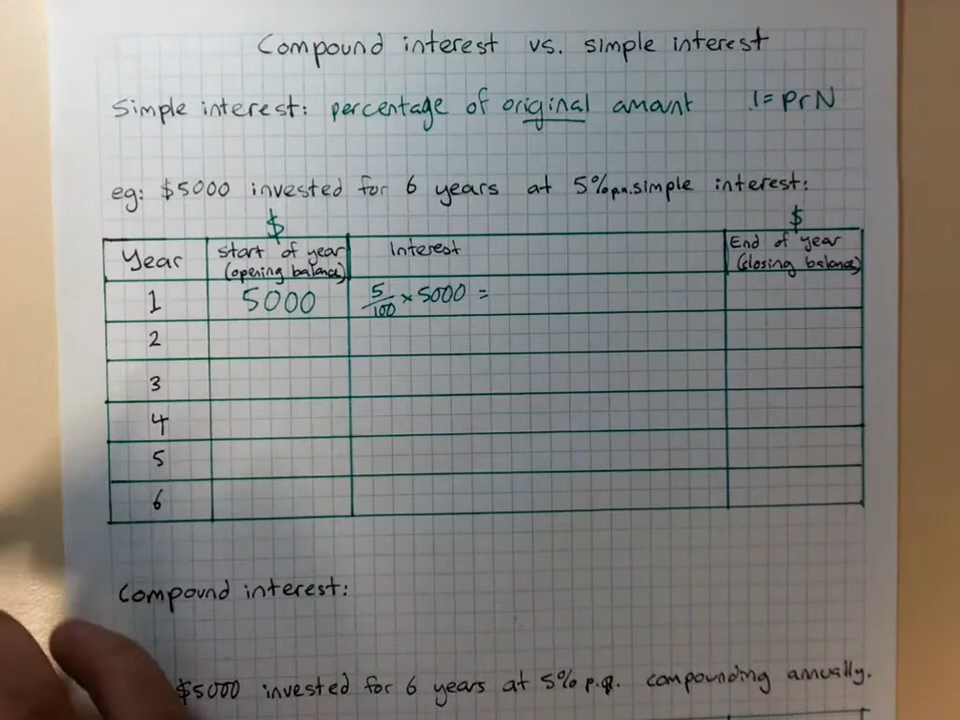 Compound interest vs. simple interest
Simple interest: percentage of original amount I = PrN
eg: $5000 invested for 6 years at 5% p.a. simple interest:
$ $
Year Start of year Interest End of year
(opening balance) (closing balance)
1 5000 5/100 × 5000 =
2
3
4
5
6
Compound interest:
$5000 invested for 6 years at 5% p.a. compounding annually.